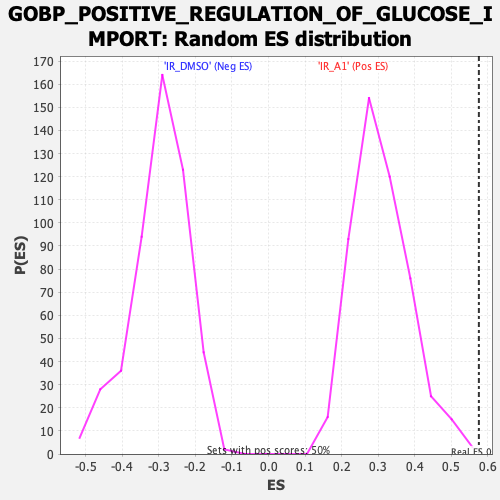 GOBP_POSITIVE_REGULATION_OF_GLUCOSE_I
MPORT: Random ES distribution
'IR_DMSO' (Neg ES) 'IR_A1' (Pos ES)
170
160
150
140
130
120
110
100
90
80
70
60
50
40
30
20
10
0
P(ES)
Sets with pos scores: 50%
Real ES 0
-0.5 -0.4 -0.3 -0.2 -0.1 0.0 0.1 0.2 0.3 0.4 0.5 0.6
ES